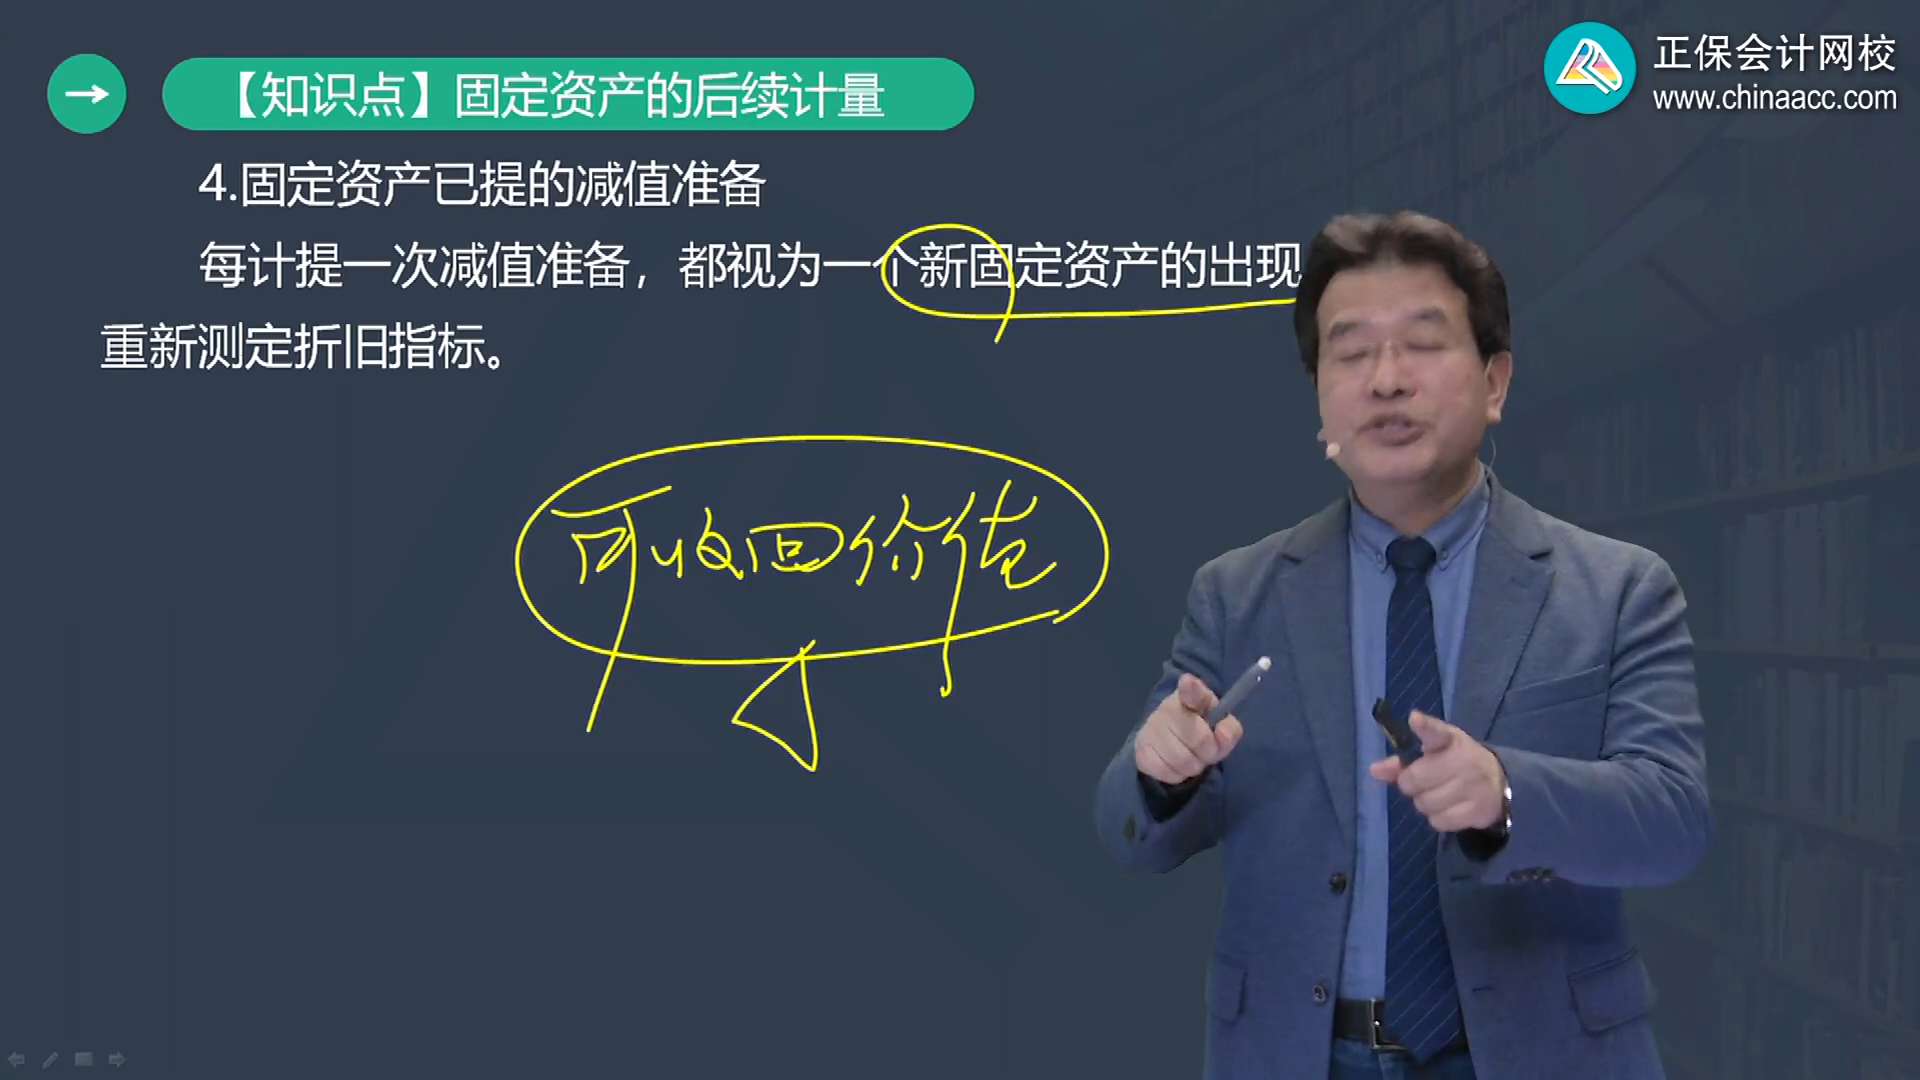 正保会计网校
www.chinaacc.com
【知识点】固定资产的后续计量
4.固定资产已提的减值准备
每计提一次减值准备，都视为一个新固定资产的出现
重新测定折旧指标。
可收回价值